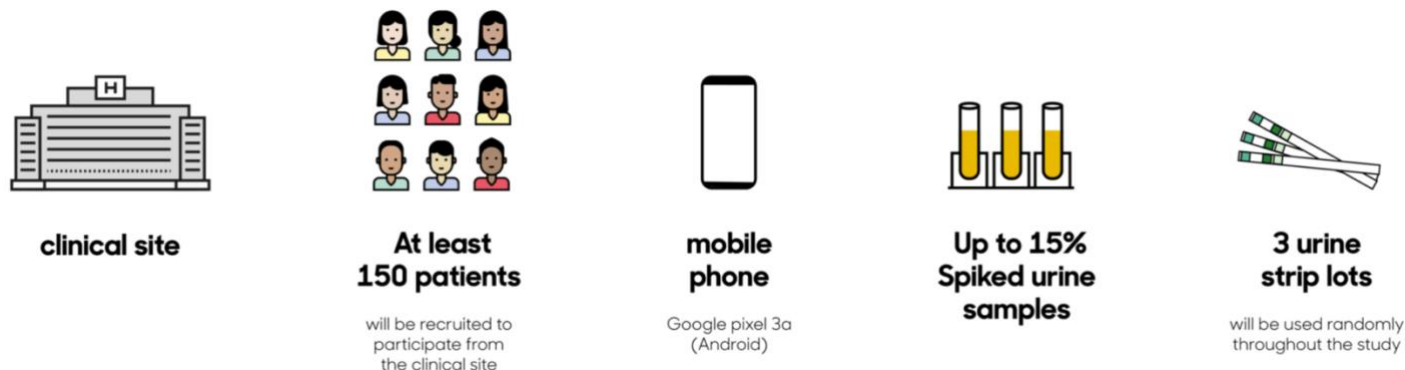 H
clinical site
At least
150 patients
will be recruited to
participate from
the clinical site
mobile
phone
Google pixel 3a
(Android)
Up to 15%
Spiked urine
samples
3 urine
strip lots
will be used randomly
throughout the study